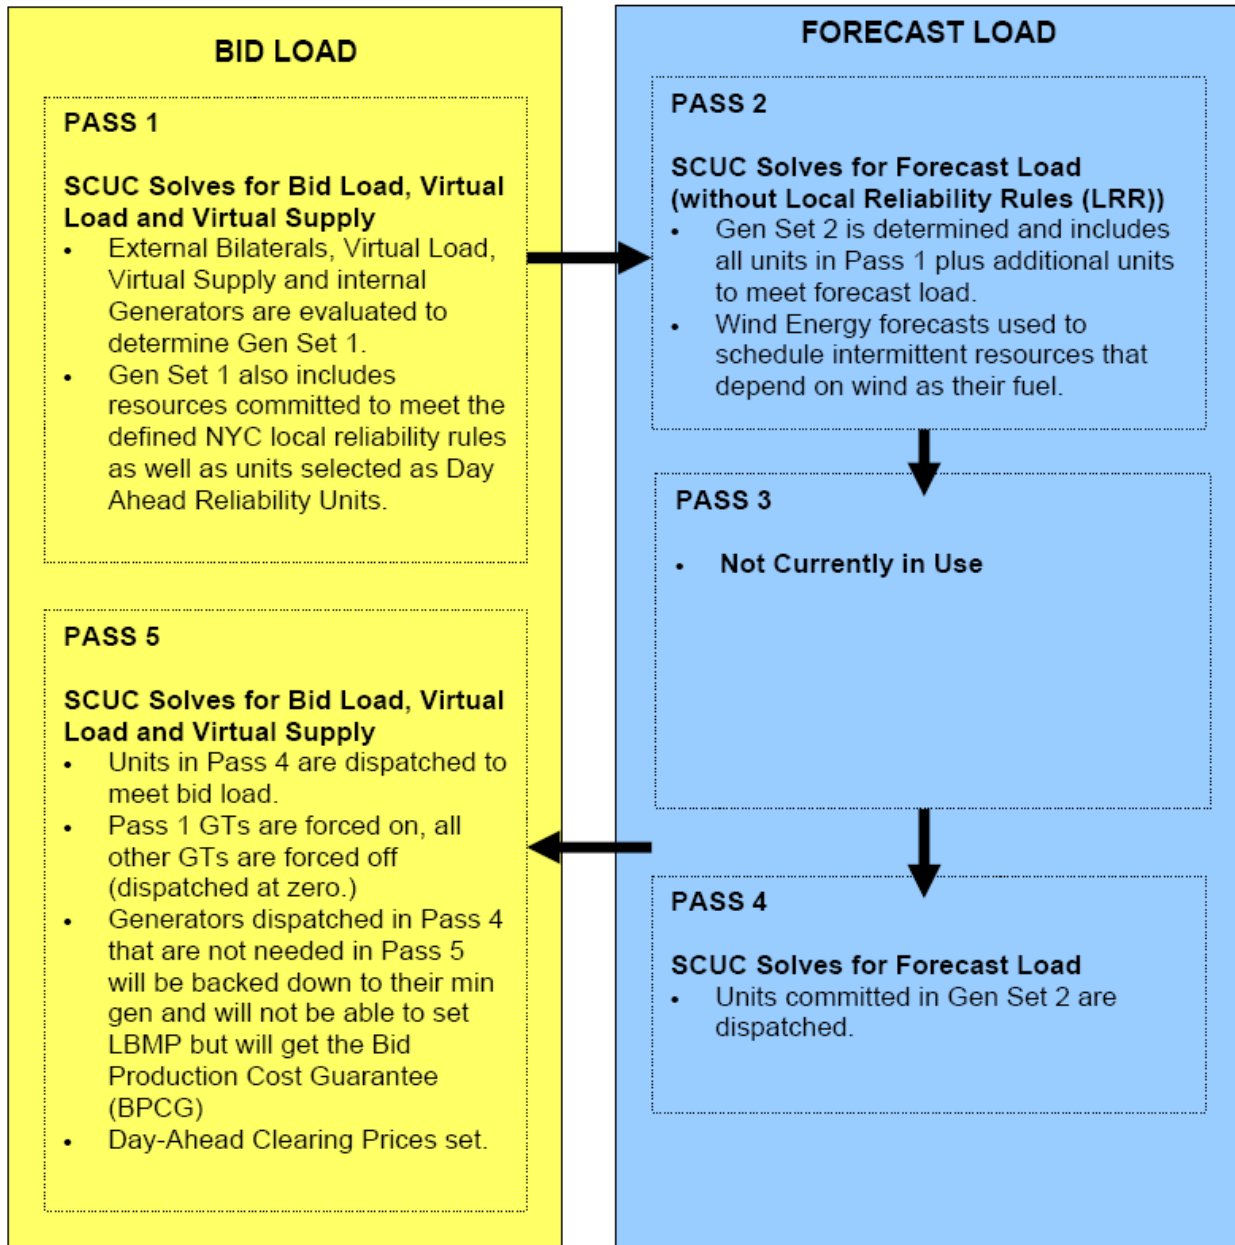 BID LOAD
PASS 1
SCUC Solves for Bid Load, Virtual
Load and Virtual Supply
• External Bilaterals, Virtual Load,
Virtual Supply and internal
Generators are evaluated to
determine Gen Set 1.
• Gen Set 1 also includes
resources committed to meet the
defined NYC local reliability rules
as well as units selected as Day
Ahead Reliability Units.
PASS 5
SCUC Solves for Bid Load, Virtual
Load and Virtual Supply
• Units in Pass 4 are dispatched to
meet bid load.
• Pass 1 GTs are forced on, all
other GTs are forced off
(dispatched at zero.)
• Generators dispatched in Pass 4
that are not needed in Pass 5
will be backed down to their min
gen and will not be able to set
LBMP but will get the Bid
Production Cost Guarantee
(BPCG)
• Day-Ahead Clearing Prices set.
FORECAST LOAD
PASS 2
SCUC Solves for Forecast Load
(without Local Reliability Rules (LRR))
• Gen Set 2 is determined and includes
all units in Pass 1 plus additional units
to meet forecast load.
• Wind Energy forecasts used to
schedule intermittent resources that
depend on wind as their fuel.
PASS 3
• Not Currently in Use
PASS 4
SCUC Solves for Forecast Load
• Units committed in Gen Set 2 are
dispatched.